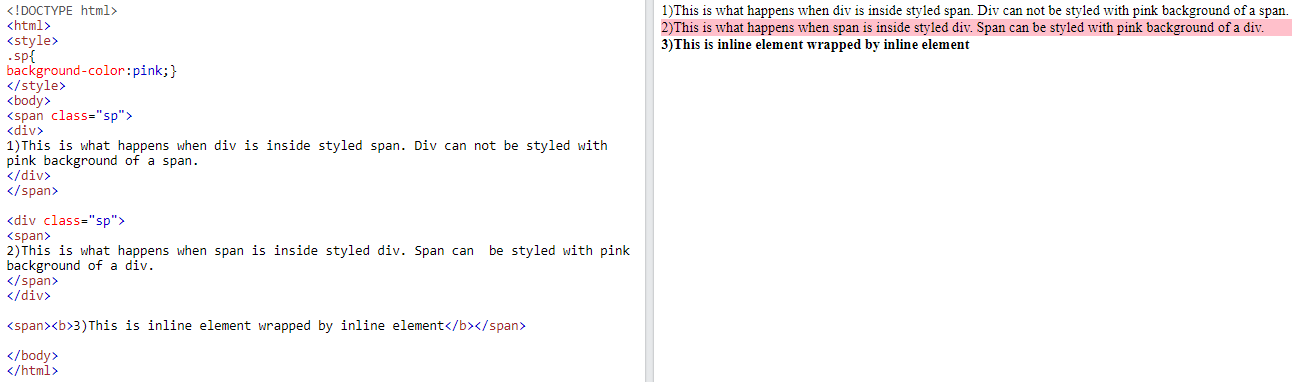 <!DOCTYPE html>
<html>
<style>
.sp{
background-color:pink;}
</style>
<body>
<span class="sp">
<div>
1)This is what happens when div is inside styled span. Div can not be styled with
pink background of a span.
</div>
</span>

<div class="sp">
<span>
2)This is what happens when span is inside styled div. Span can  be styled with pink
background of a div.
</span>
</div>

<span><b>3)This is inline element wrapped by inline element</b></span>

</body>
</html>
1)This is what happens when div is inside styled span. Div can not be styled with pink background of a span.
2)This is what happens when span is inside styled div. Span can be styled with pink background of a div.
3)This is inline element wrapped by inline element